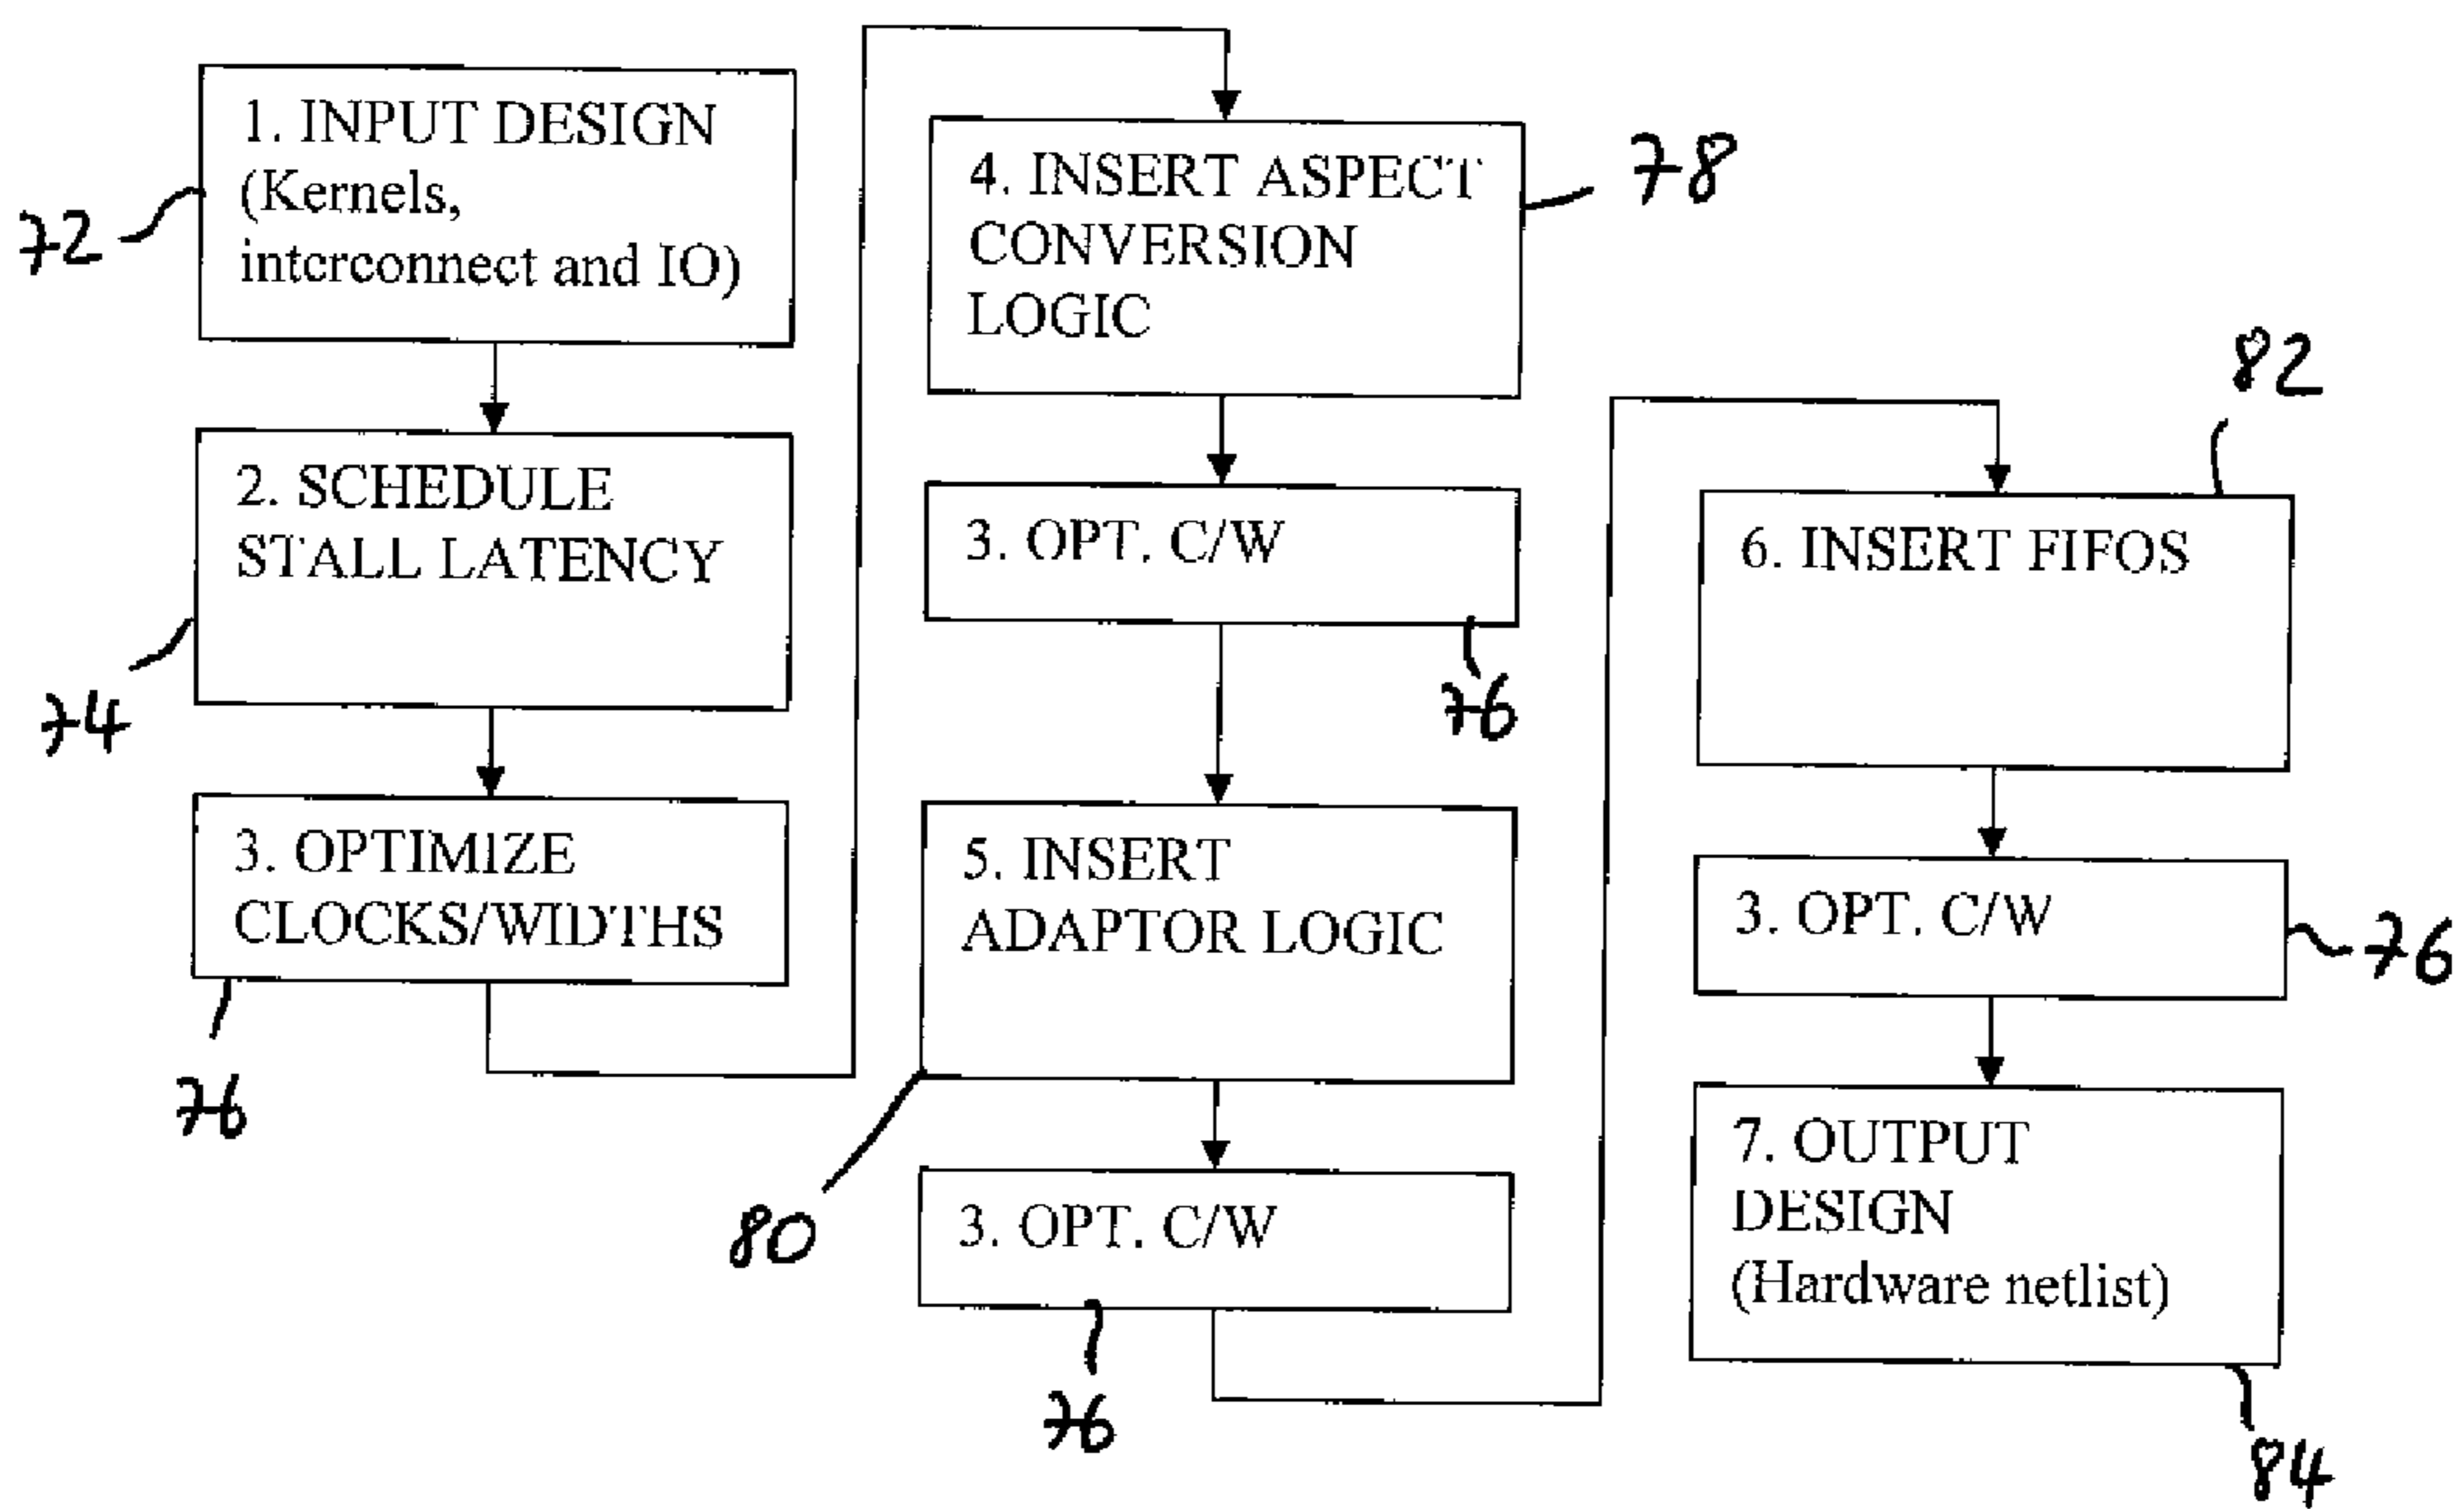 1. INPUT DESIGN
(Kernels,
interconnect and IO)
72
2. SCHEDULE
STALL LATENCY
74
3. OPTIMIZE
CLOCKS/WIDTHS
76
4. INSERT ASPECT
CONVERSION
LOGIC
78
3. OPT. C/W
76
5. INSERT
ADAPTOR LOGIC
80
3. OPT. C/W
76
82
6. INSERT FIFOS
3. OPT. C/W
76
7. OUTPUT
DESIGN
(Hardware netlist)
84